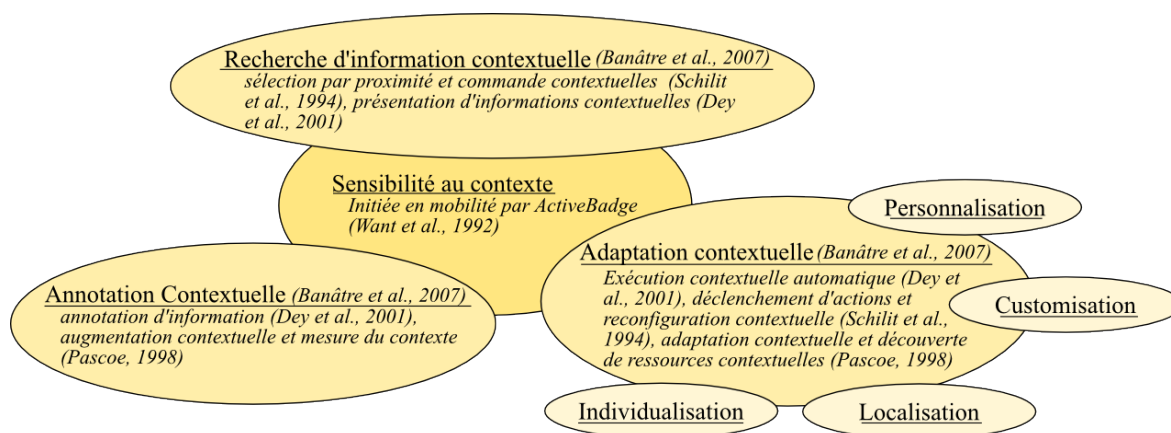 Recherche d'information contextuelle (Banâtre et al., 2007)
sélection par proximité et commande contextuelles (Schilit
et al., 1994), présentation d'informations contextuelles (Dey
et al., 2001)
Sensibilité au contexte
Initiée en mobilité par ActiveBadge
(Want et al., 1992)
Annotation Contextuelle (Banâtre et al., 2007)
annotation d'information (Dey et al., 2001),
augmentation contextuelle et mesure du contexte
(Pascoe, 1998)
Adaptation contextuelle (Banâtre et al., 2007)
Exécution contextuelle automatique (Dey et
al., 2001), déclenchement d'actions et
reconfiguration contextuelle (Schilit et al.,
1994), adaptation contextuelle et découverte
de ressources contextuelles (Pascoe, 1998)
Personnalisation
Customisation
Individualisation
Localisation